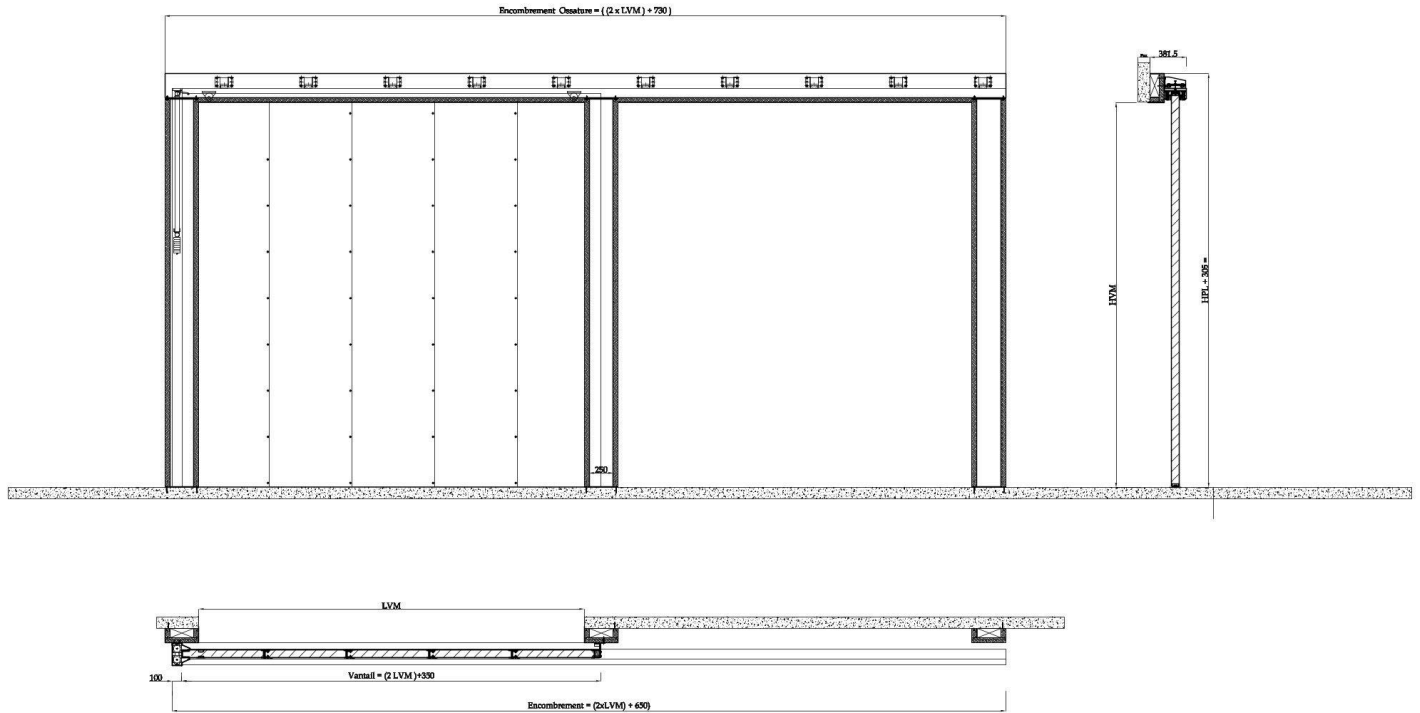 Encombrement Ossature = ( (2 x LVM ) + 730 )
381.5
HVM
HPL + 305 =
250
LVM
100
Vantail = (2 LVM )+350
Encombrement = (2xLVM) + 650)